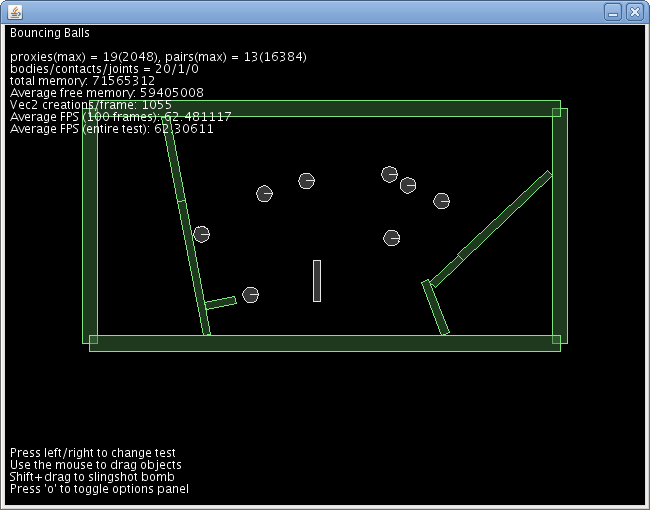 Bouncing Balls
proxies(max) = 19(2048), pairs(max) = 13(16384)
bodies/contacts/joints = 20/1/0
total memory: 71565312
Average free memory: 59405008
Vec2 creations/frame: 1055
Average FPS (100 frames): 62.481117
Average FPS (entire test): 62.30611
Press left/right to change test
Use the mouse to drag objects
Shift+drag to slingshot bomb
Press 'o' to toggle options panel